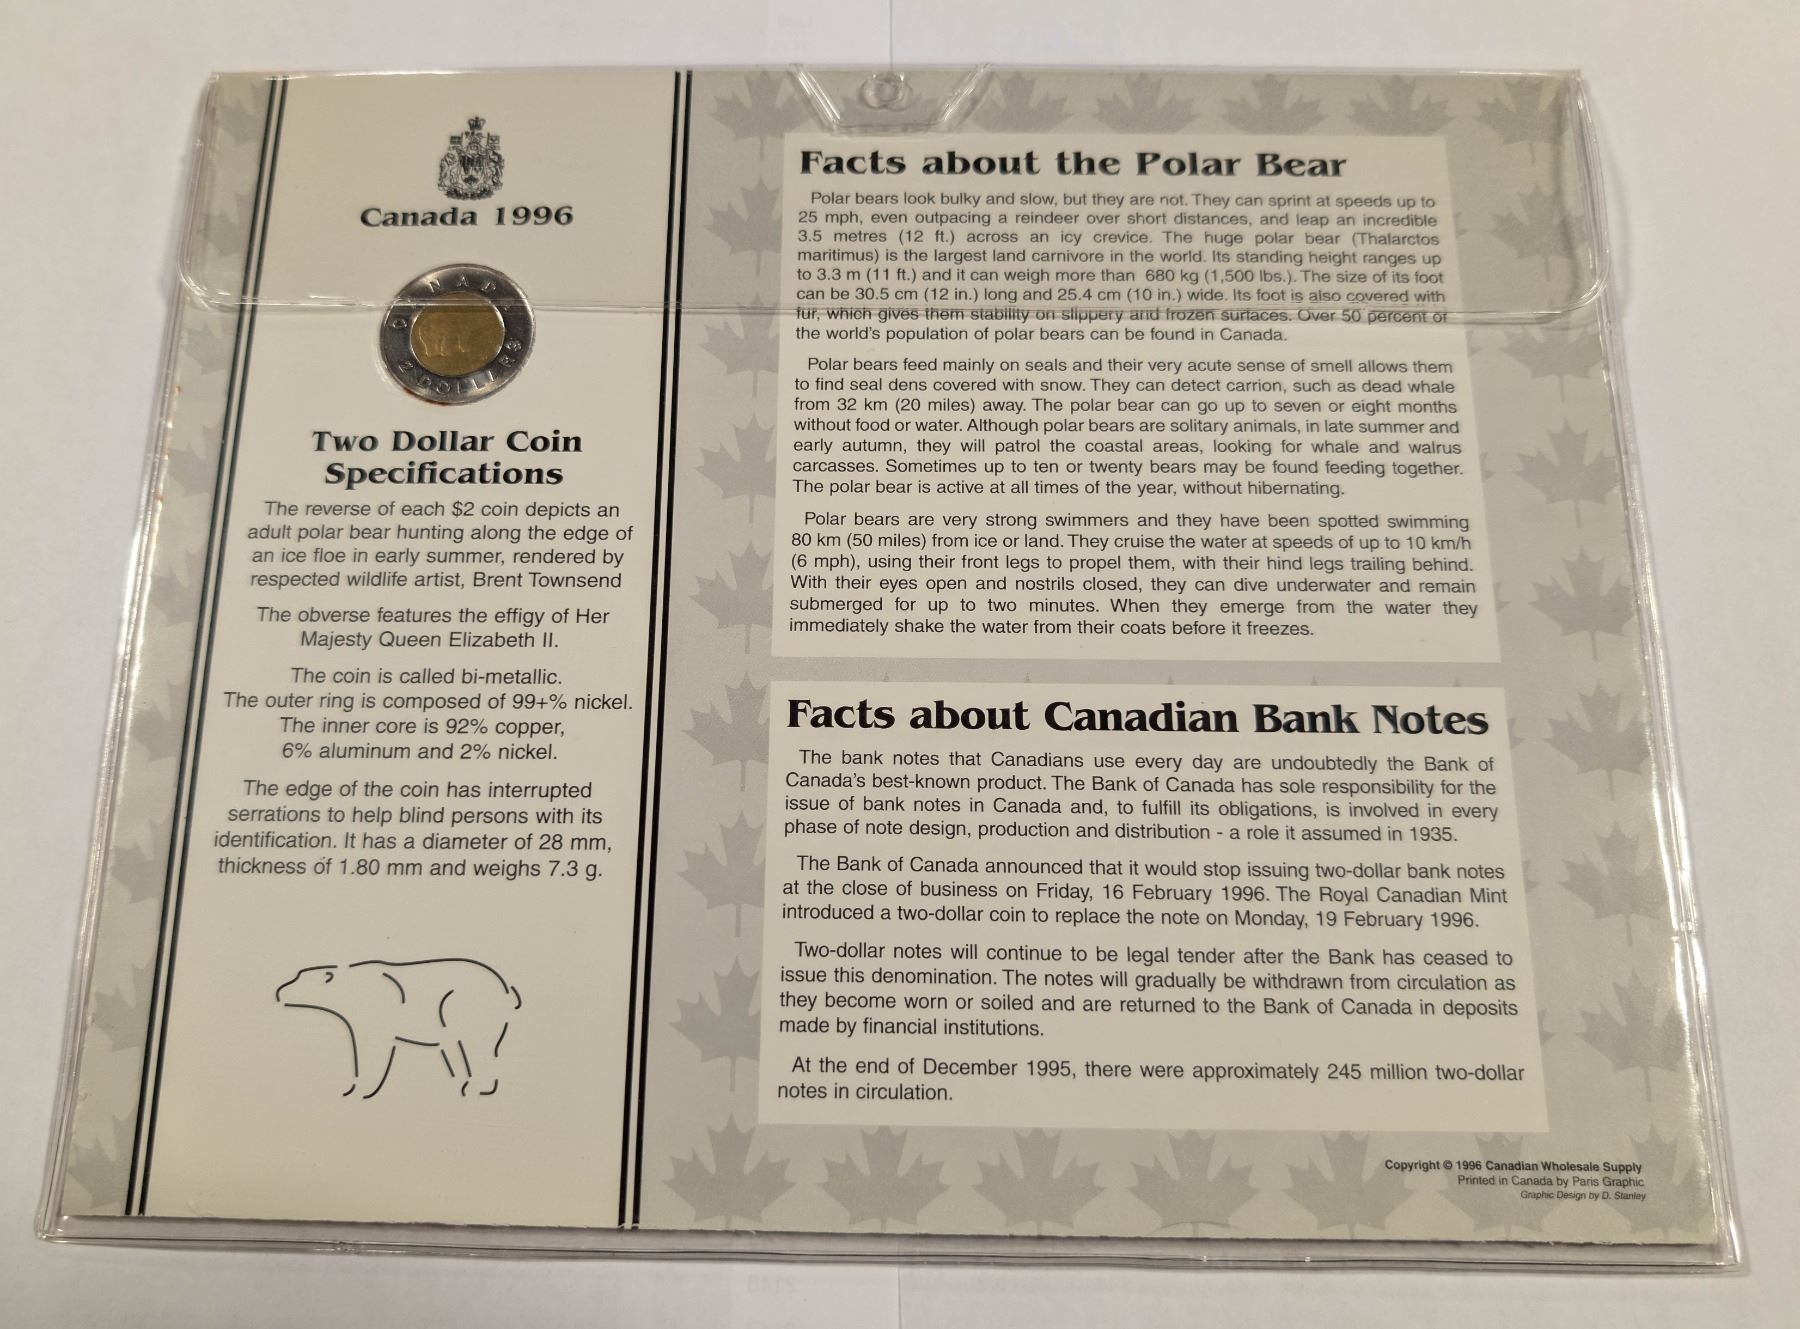 Canada 1996
CANADA
2 DOLLARS
Two Dollar Coin
Specifications
The reverse of each $2 coin depicts an
adult polar bear hunting along the edge of
an ice floe in early summer, rendered by
respected wildlife artist, Brent Townsend
The obverse features the effigy of Her
Majesty Queen Elizabeth II.
The coin is called bi-metallic.
The outer ring is composed of 99+% nickel.
The inner core is 92% copper,
6% aluminum and 2% nickel.
The edge of the coin has interrupted
serrations to help blind persons with its
identification. It has a diameter of 28 mm,
thickness of 1.80 mm and weighs 7.3 g.
Facts about the Polar Bear
Polar bears look bulky and slow, but they are not. They can sprint at speeds up to
25 mph, even outpacing a reindeer over short distances, and leap an incredible
3.5 metres (12 ft.) across an icy crevice. The huge polar bear (Thalarctos
maritimus) is the largest land carnivore in the world. Its standing height ranges up
to 3.3 m (11 ft.) and it can weigh more than 680 kg (1,500 lbs.). The size of its foot
can be 30.5 cm (12 in.) long and 25.4 cm (10 in.) wide. Its foot is also covered with
fur, which gives them stability on slippery and frozen surfaces. Over 50 percent of
the world's population of polar bears can be found in Canada.
Polar bears feed mainly on seals and their very acute sense of smell allows them
to find seal dens covered with snow. They can detect carrion, such as dead whale
from 32 km (20 miles) away. The polar bear can go up to seven or eight months
without food or water. Although polar bears are solitary animals, in late summer and
early autumn, they will patrol the coastal areas, looking for whale and walrus
carcasses. Sometimes up to ten or twenty bears may be found feeding together.
The polar bear is active at all times of the year, without hibernating.
Polar bears are very strong swimmers and they have been spotted swimming
80 km (50 miles) from ice or land. They cruise the water at speeds of up to 10 km/h
(6 mph), using their front legs to propel them, with their hind legs trailing behind.
With their eyes open and nostrils closed, they can dive underwater and remain
submerged for up to two minutes. When they emerge from the water they
immediately shake the water from their coats before it freezes.
Facts about Canadian Bank Notes
The bank notes that Canadians use every day are undoubtedly the Bank of
Canada's best-known product. The Bank of Canada has sole responsibility for the
issue of bank notes in Canada and, to fulfill its obligations, is involved in every
phase of note design, production and distribution - a role it assumed in 1935.
The Bank of Canada announced that it would stop issuing two-dollar bank notes
at the close of business on Friday, 16 February 1996. The Royal Canadian Mint
introduced a two-dollar coin to replace the note on Monday, 19 February 1996.
Two-dollar notes will continue to be legal tender after the Bank has ceased to
issue this denomination. The notes will gradually be withdrawn from circulation as
they become worn or soiled and are returned to the Bank of Canada in deposits
made by financial institutions.
At the end of December 1995, there were approximately 245 million two-dollar
notes in circulation.
Copyright © 1996 Canadian Wholesale Supply
Printed in Canada by Paris Graphic
Graphic Design by D. Stanley